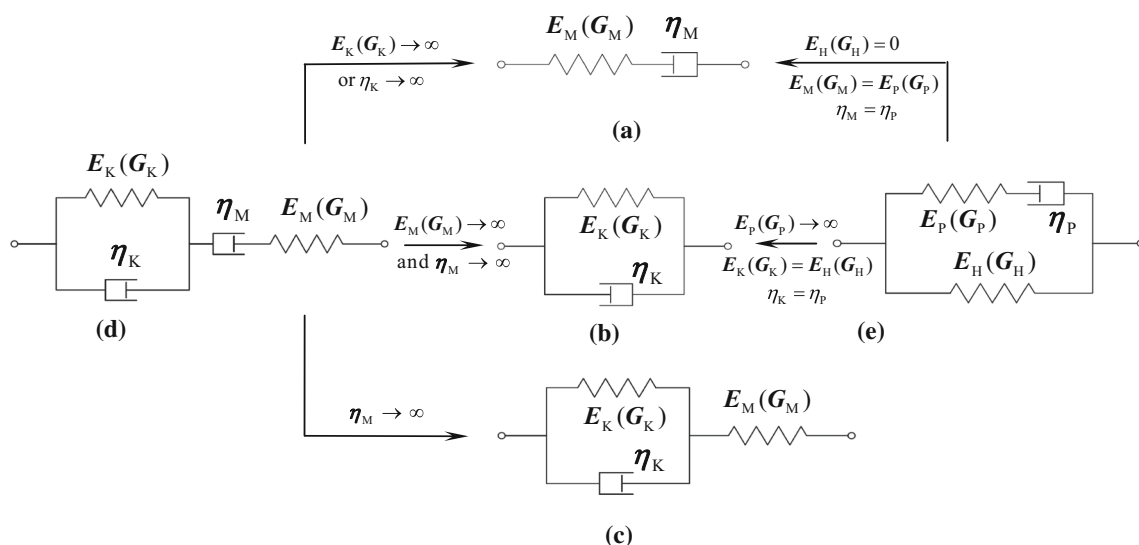 E_M(G_M) η_M
E_K(G_K) → ∞
or η_K → ∞
E_H(G_H) = 0
E_M(G_M) = E_P(G_P)
η_M = η_P
(a)
E_K(G_K)
η_M
E_M(G_M)
η_K
(d)
E_M(G_M) → ∞
and η_M → ∞
E_K(G_K)
η_K
(b)
E_P(G_P) → ∞
E_K(G_K) = E_H(G_H)
η_K = η_P
E_P(G_P)
η_P
E_H(G_H)
(e)
η_M → ∞
E_K(G_K)
E_M(G_M)
η_K
(c)